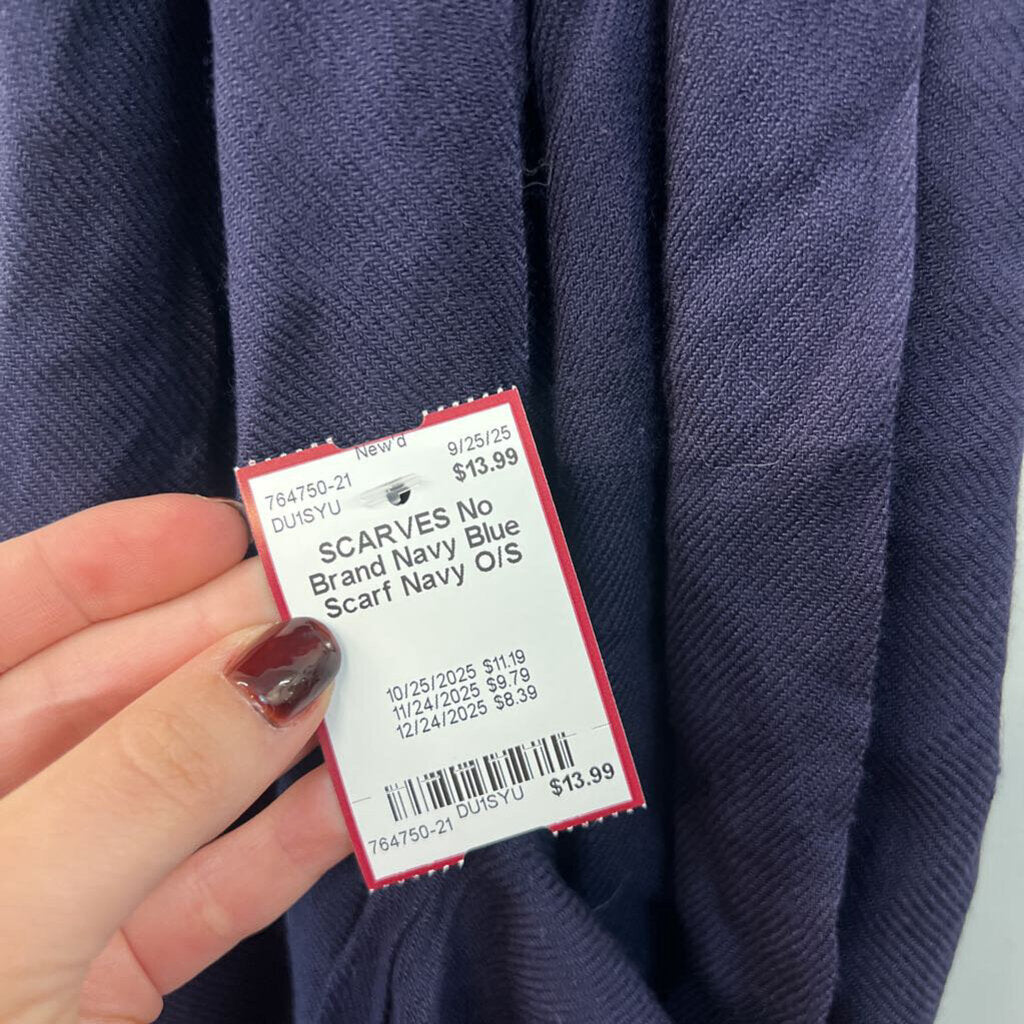 New'd
764750-21 9/25/25
DU1SYU $13.99
SCARVES No
Brand Navy Blue
Scarf Navy O/S
10/25/2025 $11.19
11/24/2025 $9.79
12/24/2025 $8.39
764750-21 DU1SYU $13.99